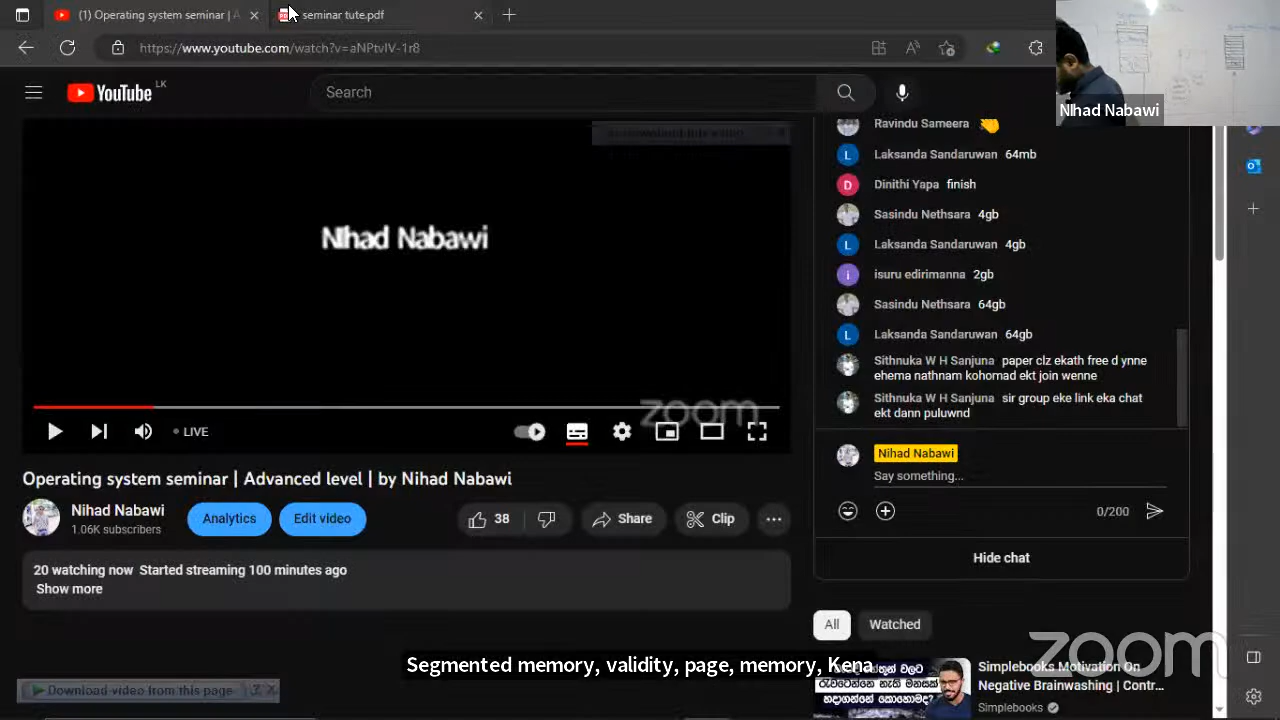 (1) Operating system seminar | A
seminar tute.pdf
https://www.youtube.com/watch?v=aNPtvIV-1r8
YouTube LK
Search
NIhad Nabawi
Ravindu Sameera 👏
Laksanda Sandaruwan 64mb
Dinithi Yapa finish
Sasindu Nethsara 4gb
Laksanda Sandaruwan 4gb
isuru edirimanna 2gb
Sasindu Nethsara 64gb
Laksanda Sandaruwan 64gb
Sithnuka W H Sanjuna paper clz ekath free d ynne
ehema nathnam kohomad ekt join wenne
Sithnuka W H Sanjuna sir group eke link eka chat
ekt dann puluwnd
Nihad Nabawi
Say something...
0/200
Hide chat
NIhad Nabawi
zoom
LIVE
Operating system seminar | Advanced level | by Nihad Nabawi
Nihad Nabawi
1.06K subscribers
Analytics
Edit video
38
Share
Clip
20 watching now Started streaming 100 minutes ago
Show more
All
Watched
zoom
Segmented memory, validity, page, memory, Kena
Simplebooks Motivation On
Negative Brainwashing | Contr...
Simplebooks
Download video from this page